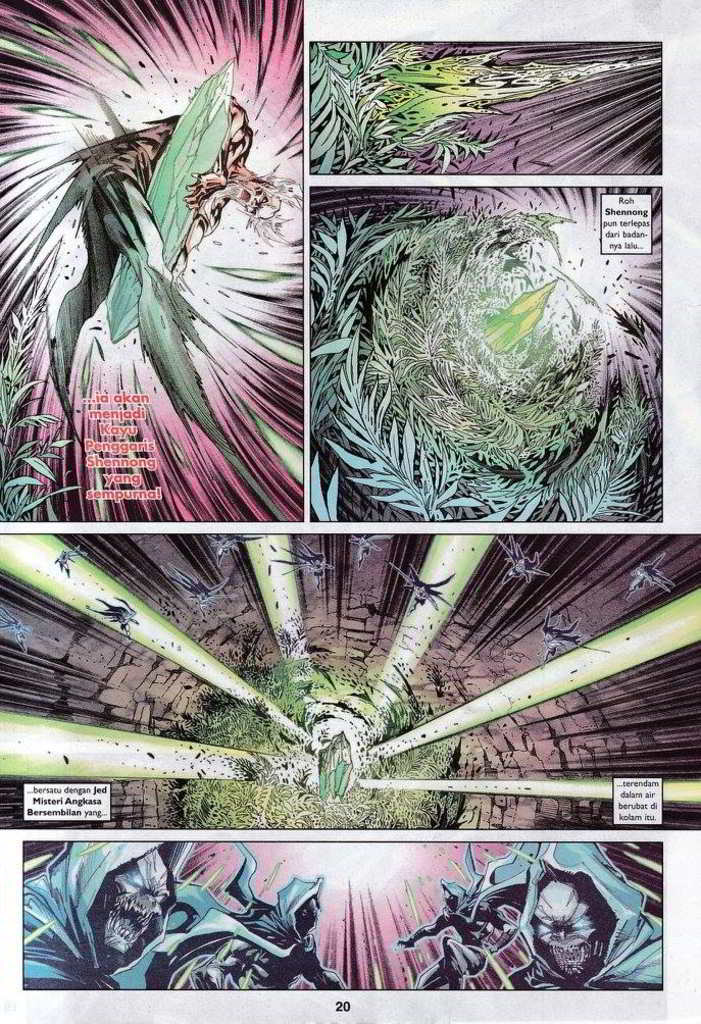 ...ia akan
menjadi
Kayu
Penggaris
Shennong
yang
sempurna!
Roh
Shennong
pun terlepas
dari badan-
nya lalu...
...bersatu dengan Jed
Misteri Angkasa
Bersembilan yang...
...terendam
dalam air
berubat di
kolam itu.
20